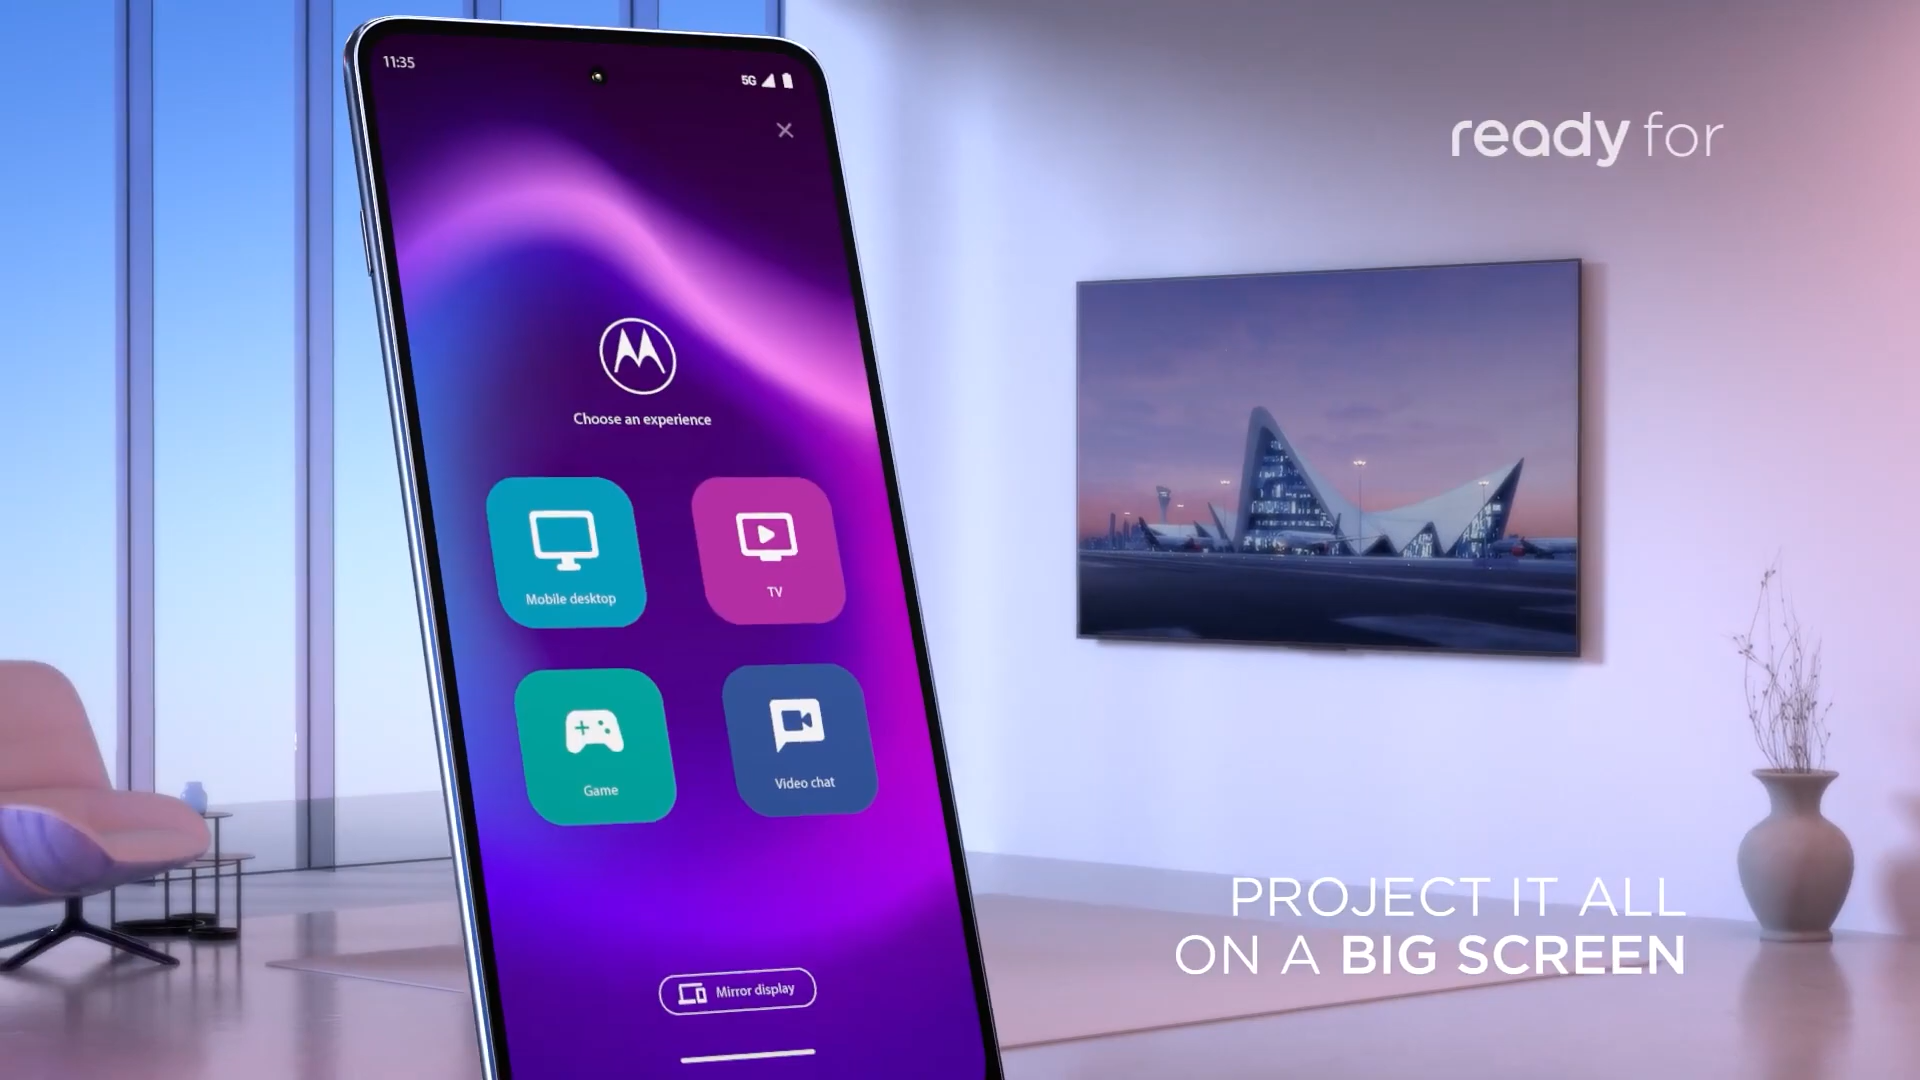 11:35
5G
ready for
Choose an experience
Mobile desktop
TV
Game
Video chat
Mirror display
PROJECT IT ALL
ON A BIG SCREEN